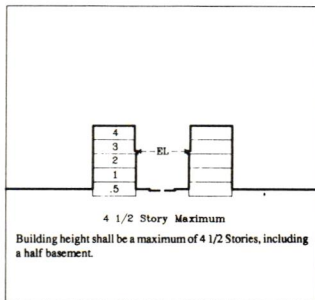 4
3
EL
2
1
.5
4 1/2 Story Maximum
Building height shall be a maximum of 4 1/2 Stories, including
a half basement.